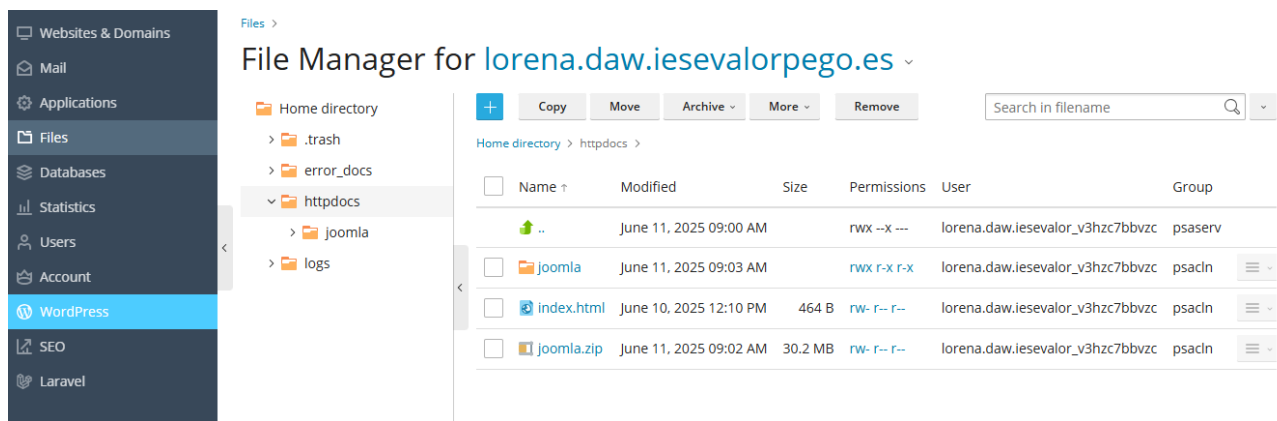 Websites & Domains
Mail
Applications
Files
Databases
Statistics
Users
Account
WordPress
SEO
Laravel
Files >
File Manager for lorena.daw.iesevalorpego.es
Home directory
.trash
error_docs
httpdocs
joomla
logs
+ Copy Move Archive More Remove Search in filename
Home directory > httpdocs >
Name ↑ Modified Size Permissions User Group
.. June 11, 2025 09:00 AM rwx --x --- lorena.daw.iesevalor_v3hzc7bbvzc psaserv
joomla June 11, 2025 09:03 AM rwx r-x r-x lorena.daw.iesevalor_v3hzc7bbvzc psacln
index.html June 10, 2025 12:10 PM 464 B rw- r-- r-- lorena.daw.iesevalor_v3hzc7bbvzc psacln
joomla.zip June 11, 2025 09:02 AM 30.2 MB rw- r-- r-- lorena.daw.iesevalor_v3hzc7bbvzc psacln